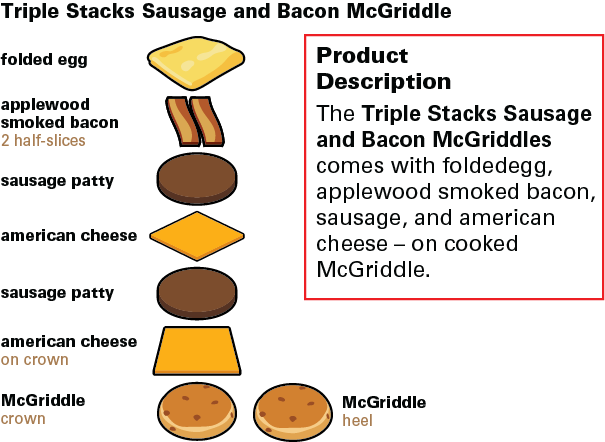 Triple Stacks Sausage and Bacon McGriddle
folded egg
applewood
smoked bacon
2 half-slices
sausage patty
american cheese
sausage patty
american cheese
on crown
McGriddle
crown
McGriddle
heel
Product
Description
The Triple Stacks Sausage
and Bacon McGriddles
comes with foldedegg,
applewood smoked bacon,
sausage, and american
cheese – on cooked
McGriddle.